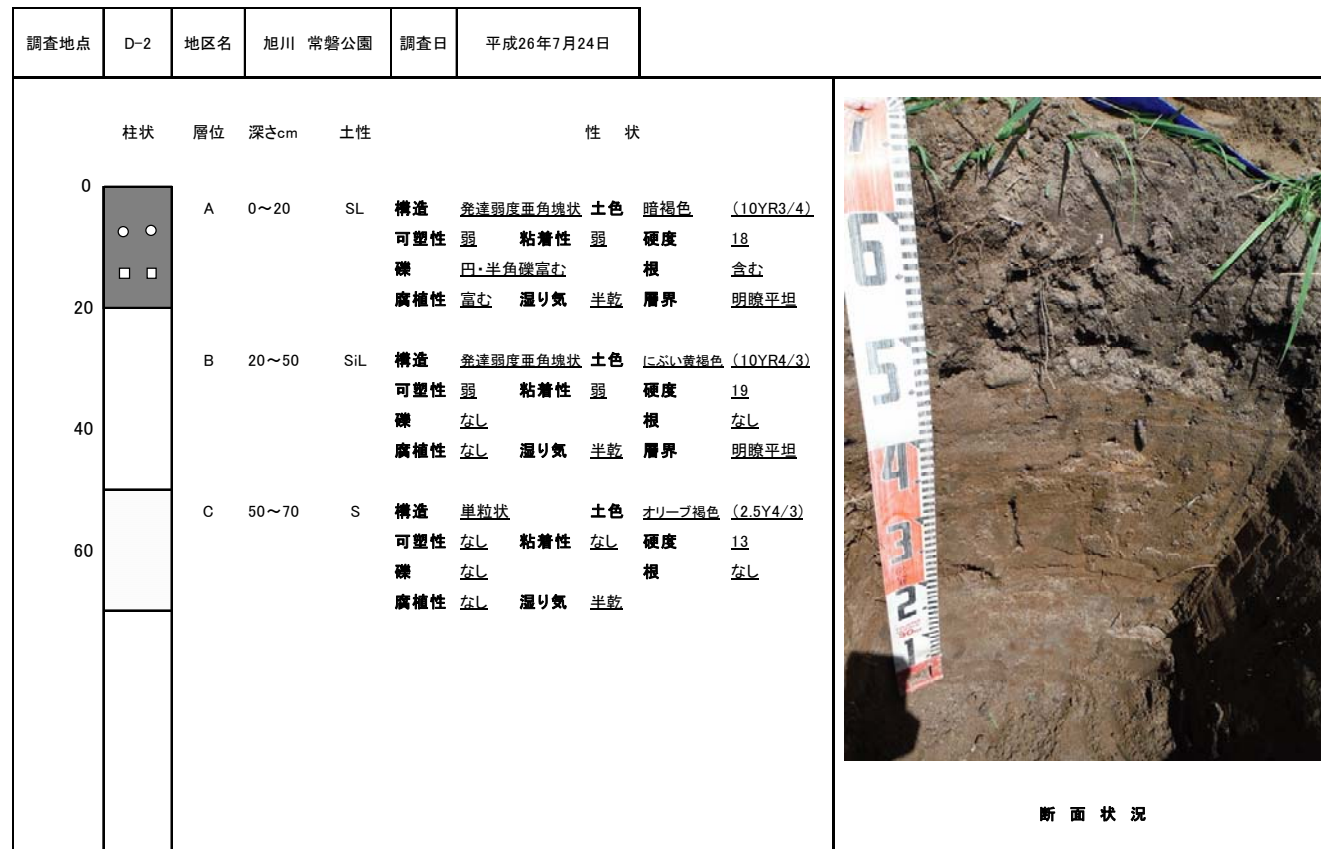 調査地点 D-2 地区名 旭川 常磐公園 調査日 平成26年7月24日
柱状 層位 深さcm 土性 性 状
0
A 0～20 SL 構造 発達弱度亜角塊状 土色 暗褐色 (10YR3/4)
可塑性 弱 粘着性 弱 硬度 18
礫 円・半角礫富む 根 含む
腐植性 富む 湿り気 半乾 層界 明瞭平坦
20
B 20～50 SiL 構造 発達弱度亜角塊状 土色 にぶい黄褐色 (10YR4/3)
可塑性 弱 粘着性 弱 硬度 19
礫 なし 根 なし
40
腐植性 なし 湿り気 半乾 層界 明瞭平坦
C 50～70 S 構造 単粒状 土色 オリーブ褐色 (2.5Y4/3)
可塑性 なし 粘着性 なし 硬度 13
60
礫 なし 根 なし
腐植性 なし 湿り気 半乾
7
6
5
4
3
2
1
断 面 状 況